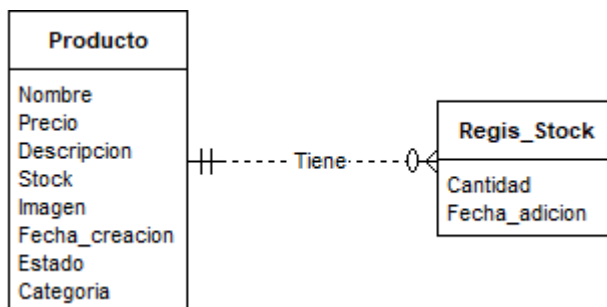 Producto
Nombre
Precio
Descripcion
Stock
Imagen
Fecha_creacion
Estado
Categoria
Tiene
Regis_Stock
Cantidad
Fecha_adicion